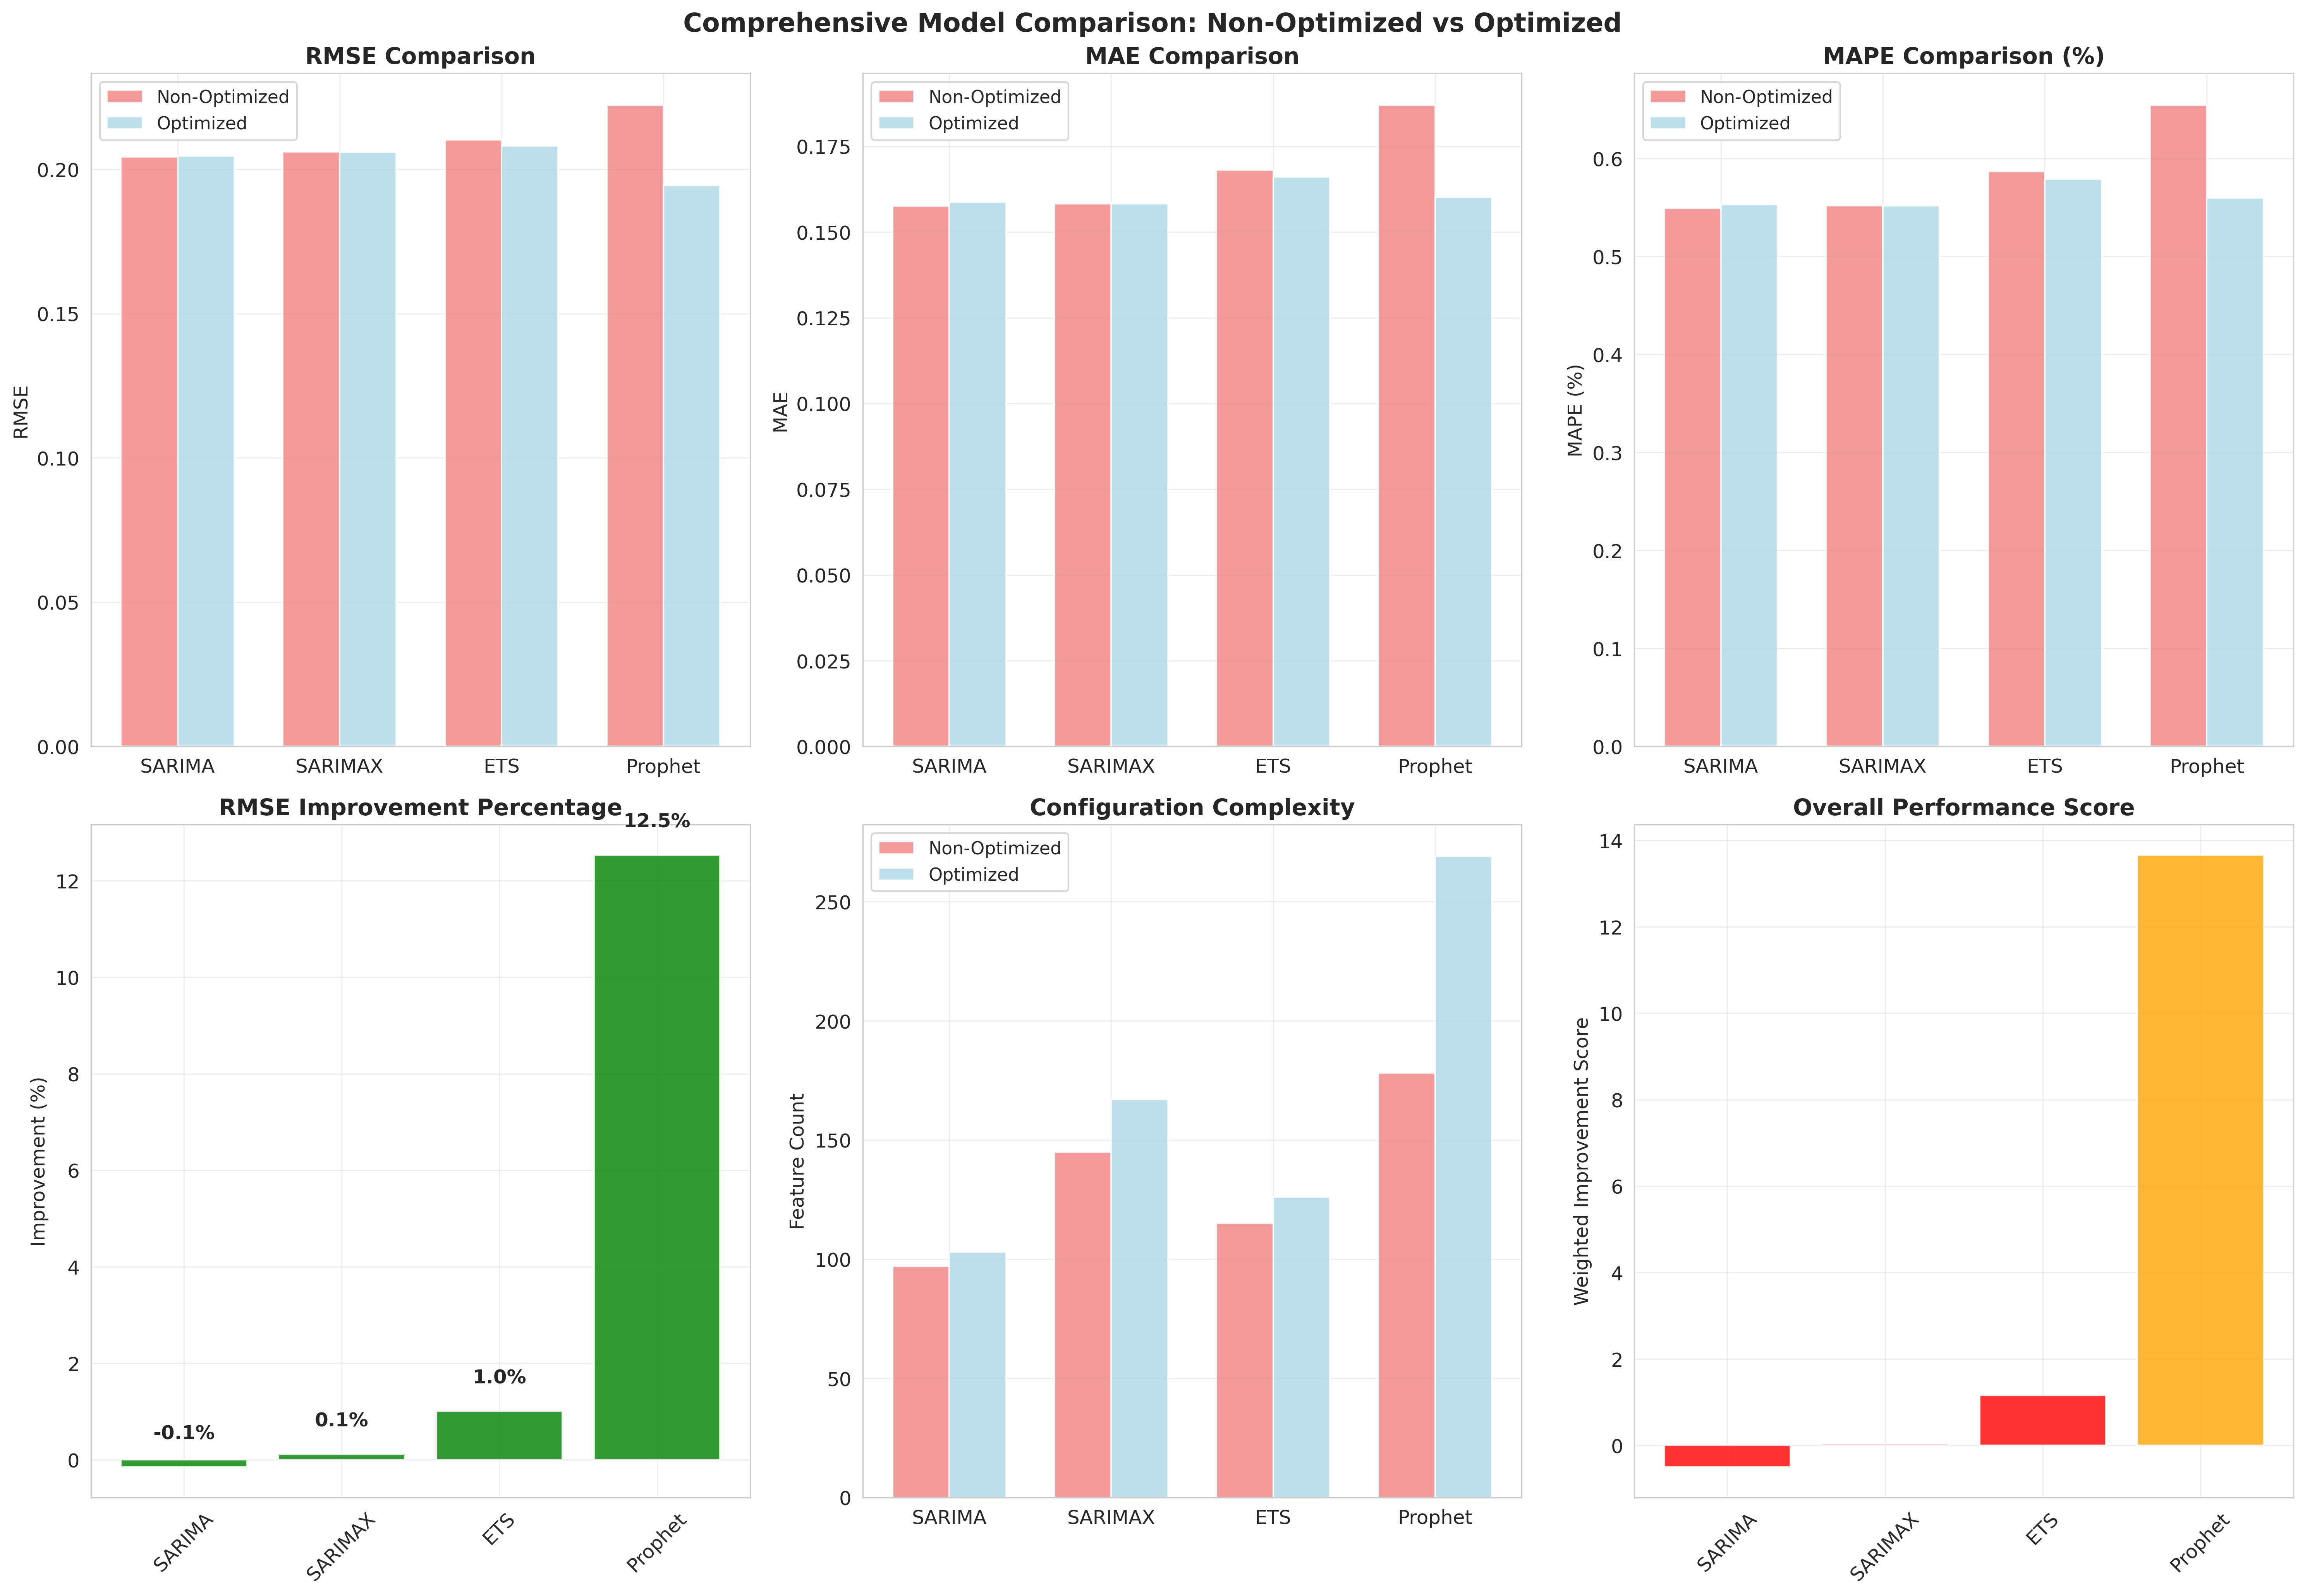 Comprehensive Model Comparison: Non-Optimized vs Optimized
RMSE Comparison
Non-Optimized
Optimized
RMSE
0.20
0.15
0.10
0.05
0.00
SARIMA
SARIMAX
ETS
Prophet
MAE Comparison
Non-Optimized
Optimized
MAE
0.175
0.150
0.125
0.100
0.075
0.050
0.025
0.000
SARIMA
SARIMAX
ETS
Prophet
MAPE Comparison (%)
Non-Optimized
Optimized
MAPE (%)
0.6
0.5
0.4
0.3
0.2
0.1
0.0
SARIMA
SARIMAX
ETS
Prophet
RMSE Improvement Percentage
Improvement (%)
12
10
8
6
4
2
0
-0.1%
0.1%
1.0%
12.5%
SARIMA
SARIMAX
ETS
Prophet
Configuration Complexity
Non-Optimized
Optimized
Feature Count
250
200
150
100
50
0
SARIMA
SARIMAX
ETS
Prophet
Overall Performance Score
Weighted Improvement Score
14
12
10
8
6
4
2
0
SARIMA
SARIMAX
ETS
Prophet